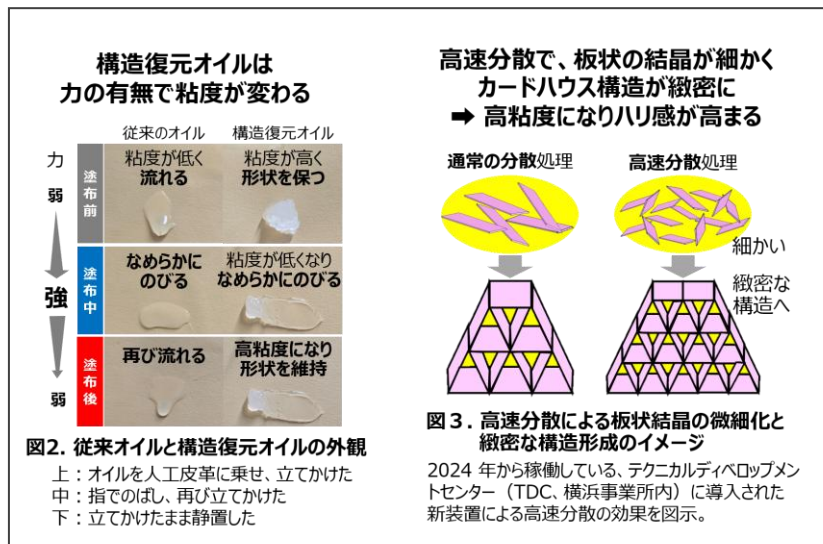 構造復元オイルは
力の有無で粘度が変わる
従来のオイル 構造復元オイル
力
弱
強
弱
塗布前
粘度が低く
流れる
粘度が高く
形状を保つ
塗布中
なめらかに
のびる
粘度が低くなり
なめらかにのびる
塗布後
再び流れる
高粘度になり
形状を維持
図2. 従来オイルと構造復元オイルの外観
上：オイルを人工皮革に乗せ、立てかけた
中：指でのばし、再び立てかけた
下：立てかけたまま静置した
高速分散で、板状の結晶が細かく
カードハウス構造が緻密に
➡ 高粘度になりハリ感が高まる
通常の分散処理 高速分散処理
細かい
緻密な
構造へ
図３. 高速分散による板状結晶の微細化と
緻密な構造形成のイメージ
2024 年から稼働している、テクニカルディベロップメン
トセンター（TDC、横浜事業所内）に導入された
新装置による高速分散の効果を図示。